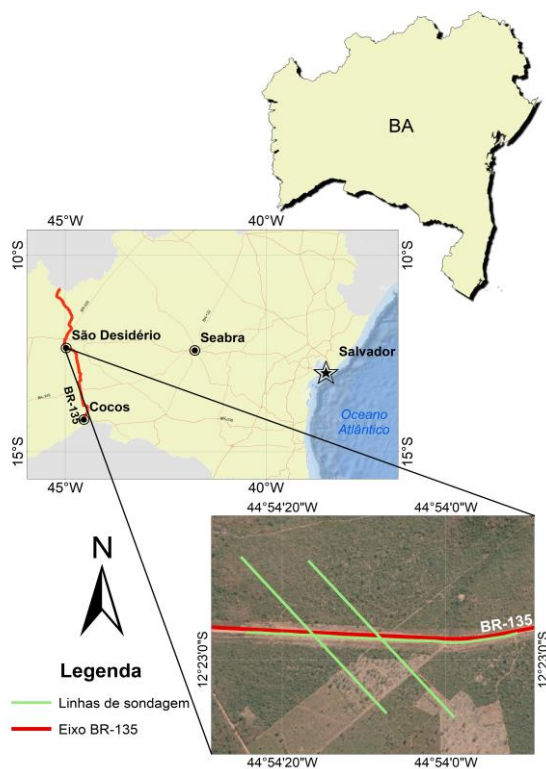 BA
45°W
40°W
10°S
10°S
São Desidério
Seabra
Salvador
BR-135
Cocos
Oceano
Atlântico
15°S
15°S
45°W
40°W
44°54'20"W
44°54'0"W
N
BR-135
12°23'0"S
12°23'0"S
Legenda
Linhas de sondagem
Eixo BR-135
44°54'20"W
44°54'0"W